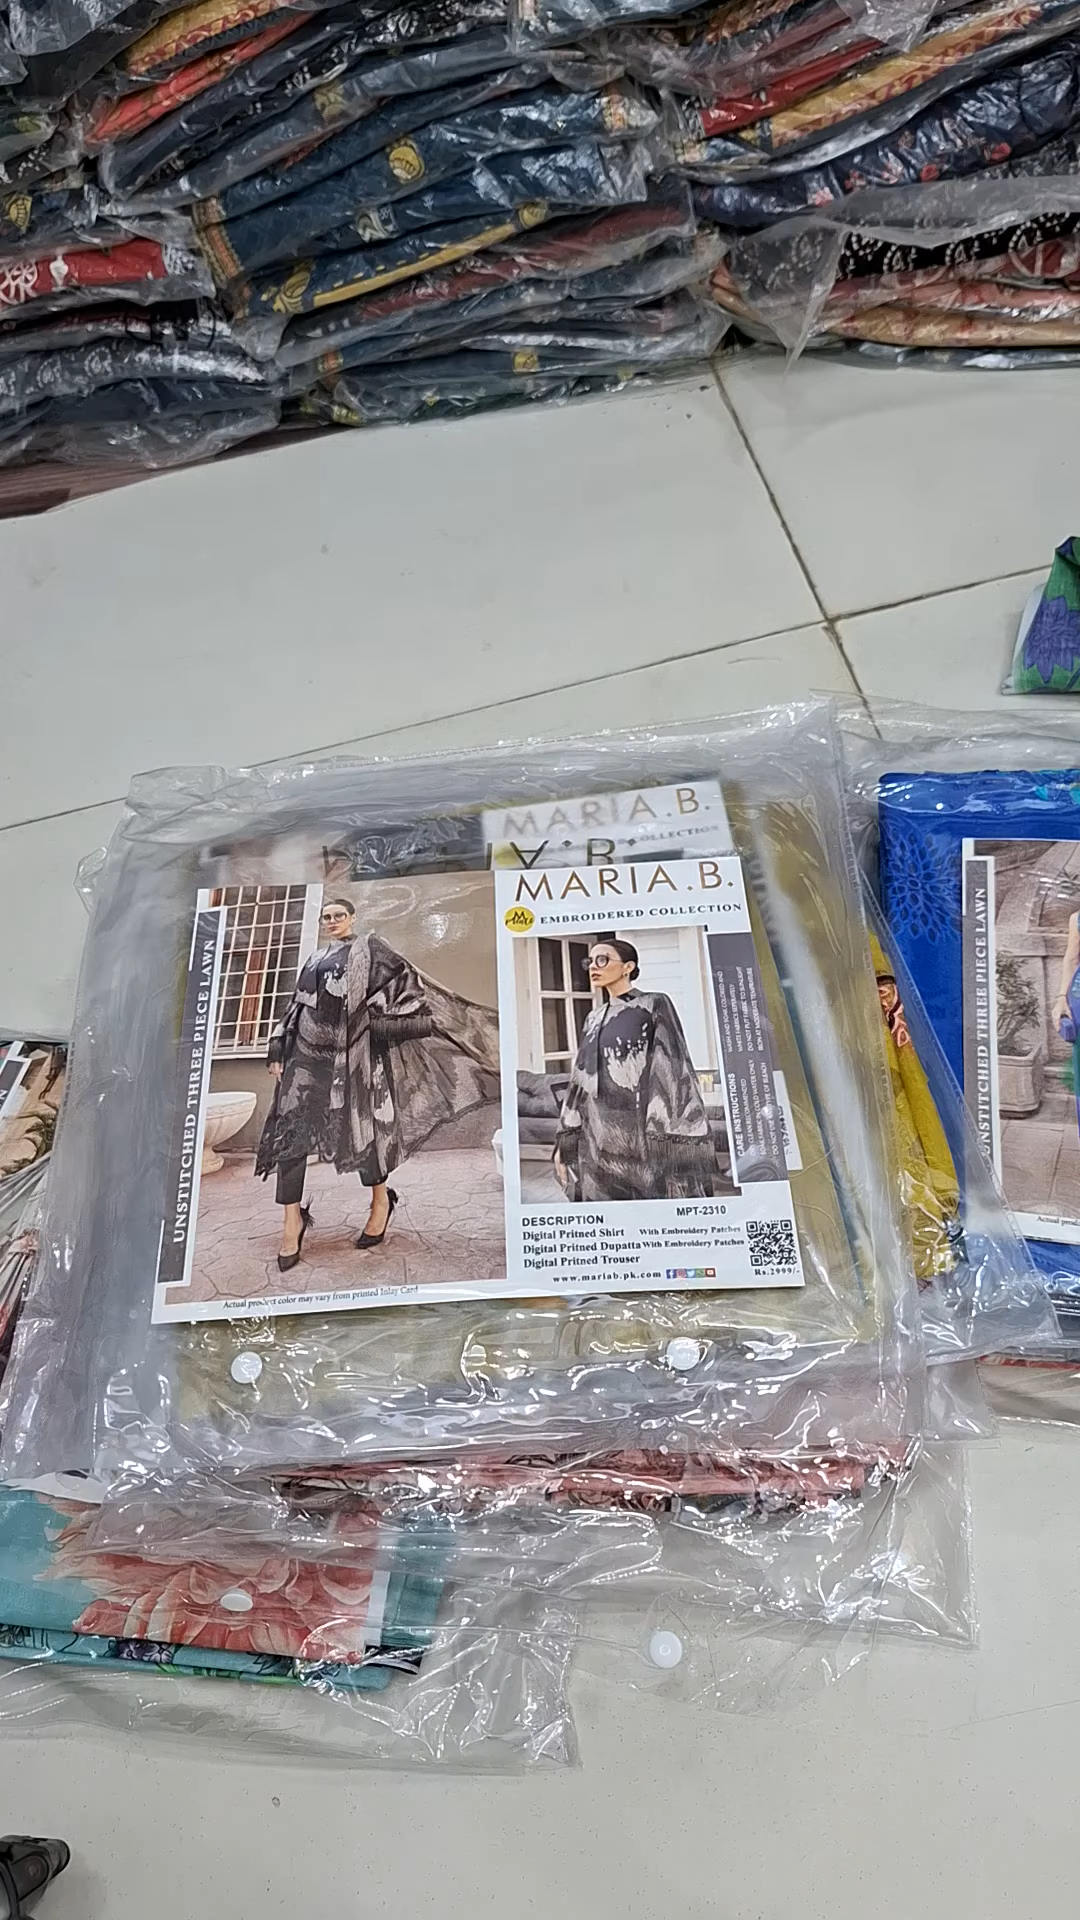 MARIA.B.
COLLECTION
MARIA.B.
M Prints
EMBROIDERED COLLECTION
UNSTITCHED THREE PIECE LAWN
CARE INSTRUCTIONS
DESCRIPTION
MPT-2310
Digital Pritned Shirt With Embroidery Patches
Digital Pritned Dupatta With Embroidery Patches
Digital Pritned Trouser
www.mariab.pk.com
Rs.2999/-
Actual product color may vary from printed Inlay Card
UNSTITCHED THREE PIECE LAWN